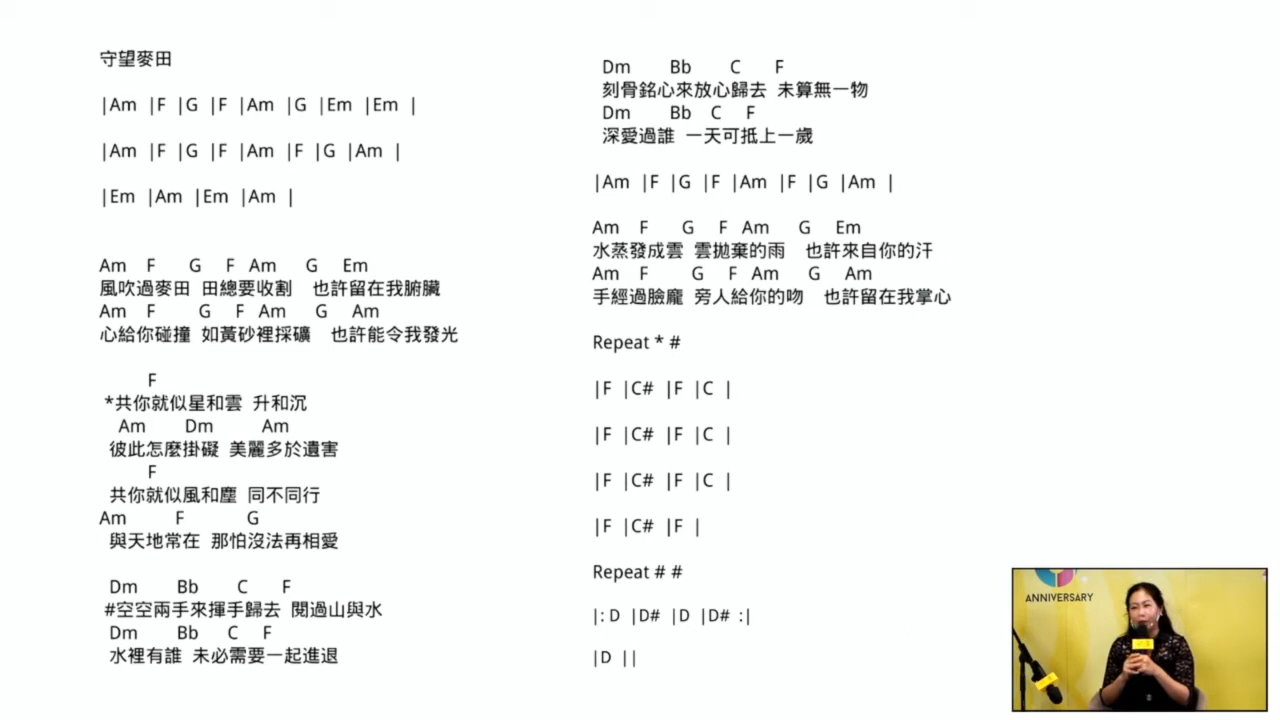 守望麥田
|Am |F |G |F |Am |G |Em |Em |
|Am |F |G |F |Am |F |G |Am |
|Em |Am |Em |Am |
Am F G F Am G Em
風吹過麥田 田總要收割 也許留在我腑臟
Am F G F Am G Am
心給你碰撞 如黃砂裡採礦 也許能令我發光
F
*共你就似星和雲 升和沉
Am Dm Am
彼此怎麼掛礙 美麗多於遺害
F
共你就似風和塵 同不同行
Am F G
與天地常在 那怕沒法再相愛
Dm Bb C F
#空空兩手來揮手歸去 閱過山與水
Dm Bb C F
水裡有誰 未必需要一起進退
Dm Bb C F
刻骨銘心來放心歸去 未算無一物
Dm Bb C F
深愛過誰 一天可抵上一歲
|Am |F |G |F |Am |F |G |Am |
Am F G F Am G Em
水蒸發成雲 雲拋棄的雨 也許來自你的汗
Am F G F Am G Am
手經過臉龐 旁人給你的吻 也許留在我掌心
Repeat * #
|F |C# |F |C |
|F |C# |F |C |
|F |C# |F |C |
|F |C# |F |
Repeat # #
|: D |D# |D |D# :|
|D ||
ANNIVERSARY